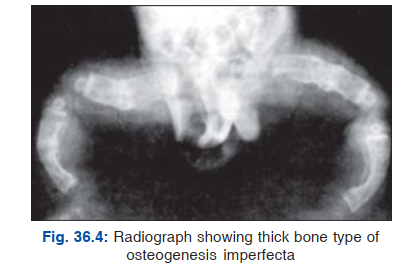 Fig. 36.4: Radiograph showing thick bone type of
osteogenesis imperfecta